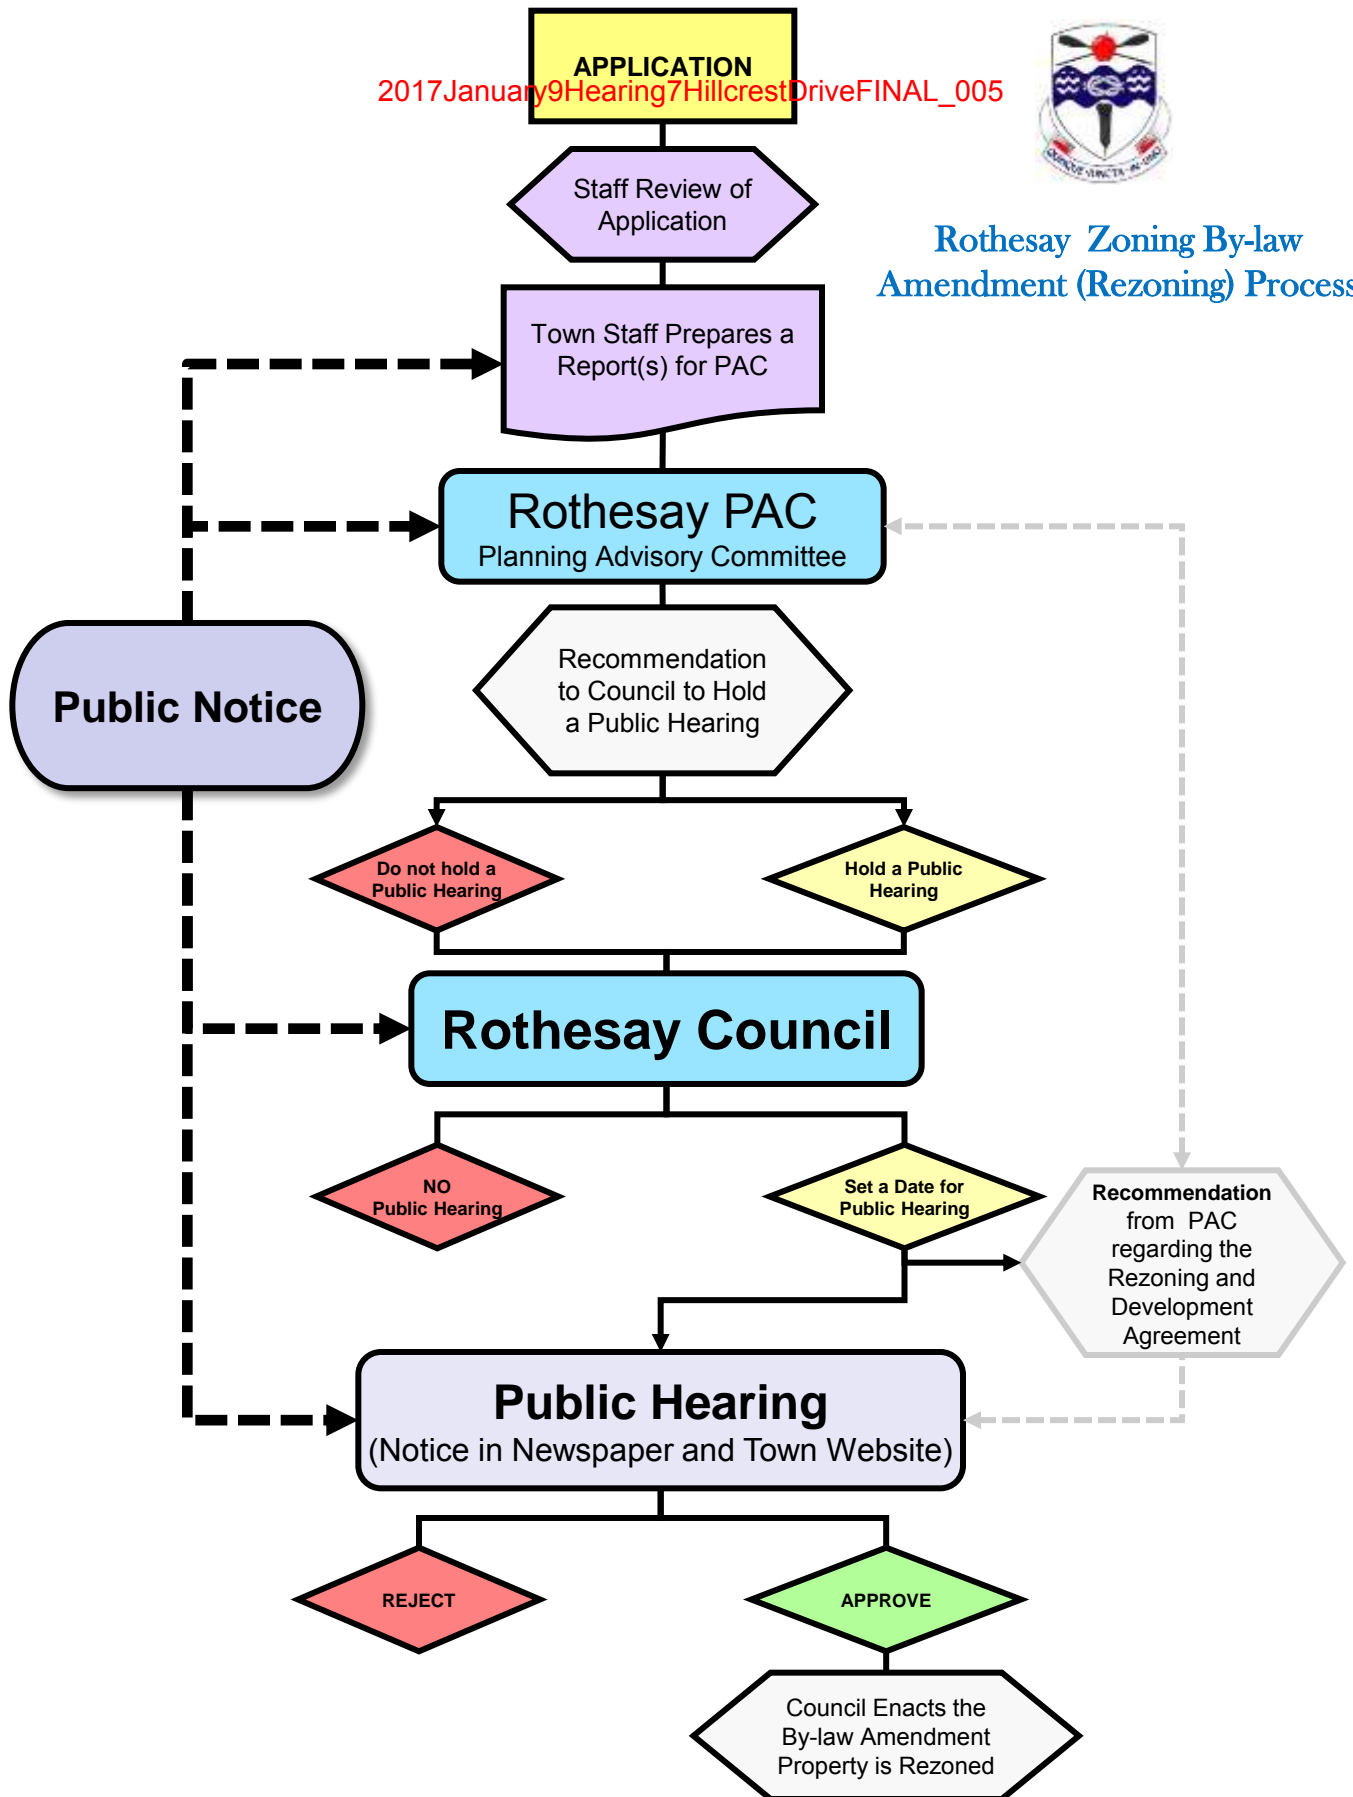 APPLICATION
2017January9Hearing7HillcrestDriveFINAL_005
Staff Review of
Application
Rothesay Zoning By-law
Amendment (Rezoning) Process
Town Staff Prepares a
Report(s) for PAC
Rothesay PAC
Planning Advisory Committee
Public Notice
Recommendation
to Council to Hold
a Public Hearing
Do not hold a
Public Hearing
Hold a Public
Hearing
Rothesay Council
NO
Public Hearing
Set a Date for
Public Hearing
Recommendation
from PAC
regarding the
Rezoning and
Development
Agreement
Public Hearing
(Notice in Newspaper and Town Website)
REJECT
APPROVE
Council Enacts the
By-law Amendment
Property is Rezoned